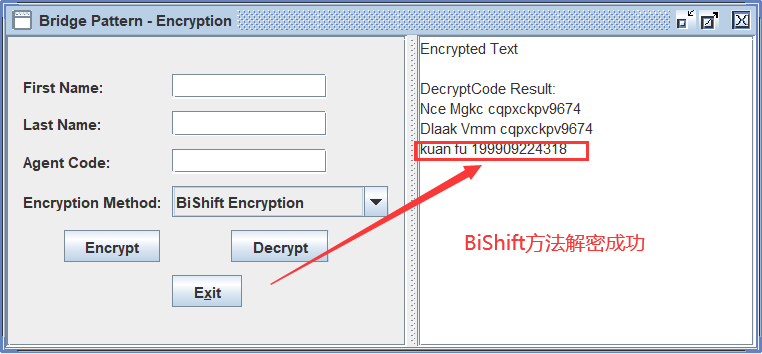 Bridge Pattern - Encryption
First Name:
Last Name:
Agent Code:
Encryption Method:
BiShift Encryption
Encrypt
Decrypt
Exit
Encrypted Text
DecryptCode Result:
Nce Mgkc cqpxckpv9674
Dlaak Vmm cqpxckpv9674
kuan fu 199909224318
BiShift方法解密成功